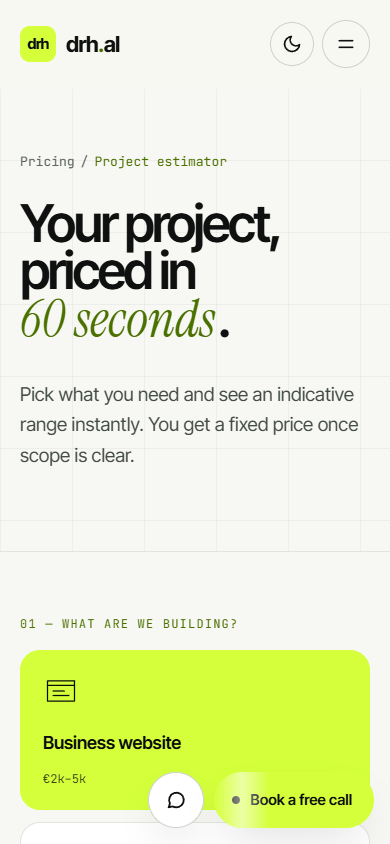 drh drh.al
Pricing / Project estimator
Your project,
priced in
60 seconds.
Pick what you need and see an indicative
range instantly. You get a fixed price once
scope is clear.
01 — WHAT ARE WE BUILDING?
Business website
€2k–5k
Book a free call